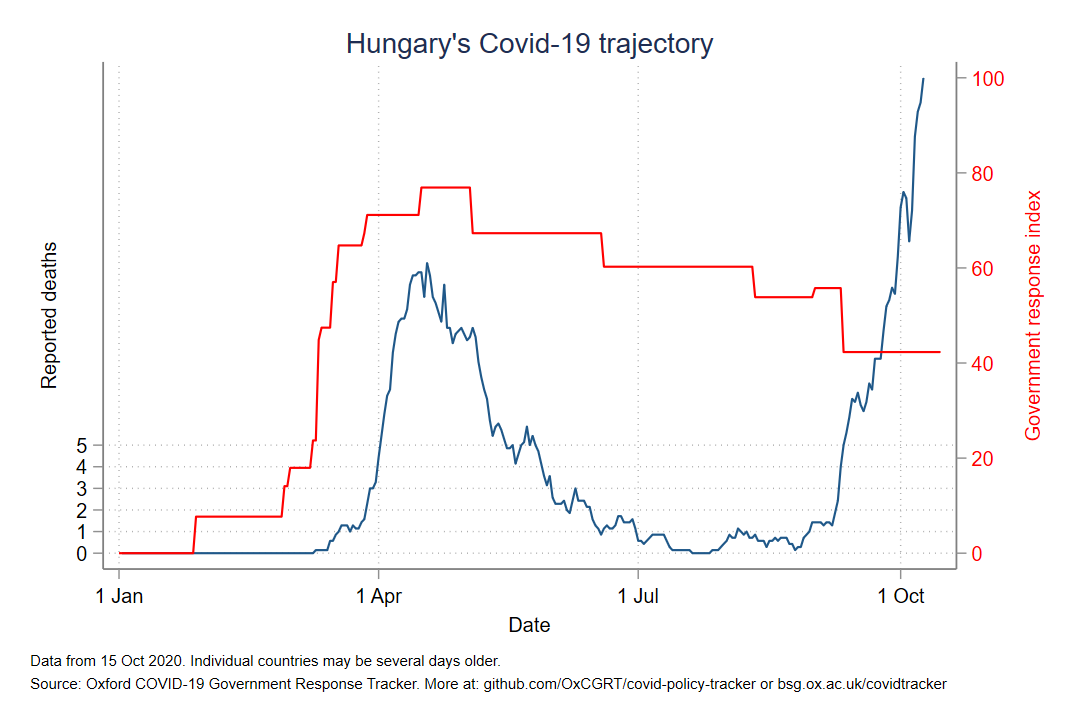 Hungary's Covid-19 trajectory
Reported deaths
5
4
3
2
1
0
100
80
60
40
20
0
Government response index
1 Jan
1 Apr
1 Jul
1 Oct
Date
Data from 15 Oct 2020. Individual countries may be several days older.
Source: Oxford COVID-19 Government Response Tracker. More at: github.com/OxCGRT/covid-policy-tracker or bsg.ox.ac.uk/covidtracker